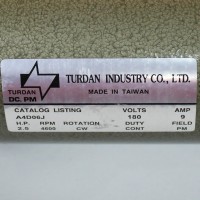 TURDAN INDUSTRY CO., LTD.
MADE IN TAIWAN
TURDAN
DC. PM
CATALOG LISTING VOLTS AMP
A4D06J 180 9
H.P. RPM ROTATION DUTY FIELD
2.5 4600 CW CONT PM